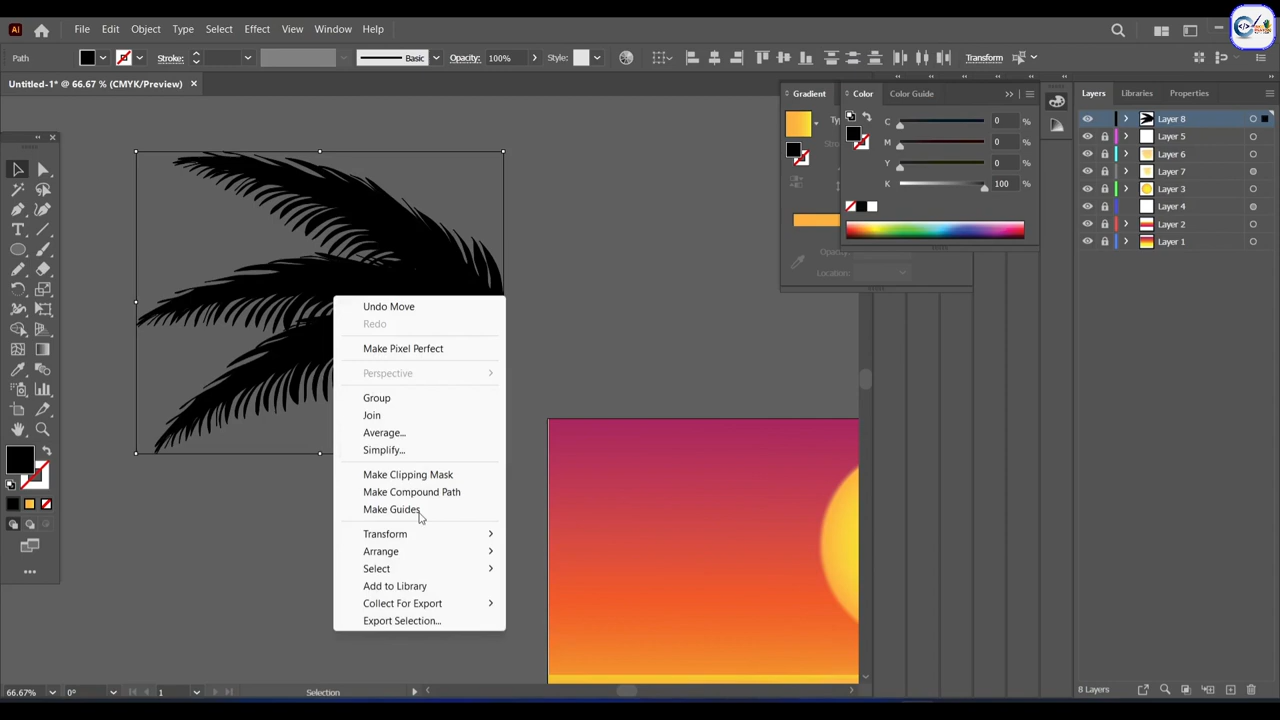 File Edit Object Type Select Effect View Window Help
Path Stroke: Basic Opacity: 100% Style: Transform
Untitled-1* @ 66.67 % (CMYK/Preview)
Gradient
Color
Color Guide
C 0 %
M 0 %
Y 0 %
K 100 %
Layers Libraries Properties
Layer 8
Layer 5
Layer 6
Layer 7
Layer 3
Layer 4
Layer 2
Layer 1
Opacity:
Location:
Undo Move
Redo
Make Pixel Perfect
Perspective
Group
Join
Average...
Simplify...
Make Clipping Mask
Make Compound Path
Make Guides
Transform
Arrange
Select
Add to Library
Collect For Export
Export Selection...
66.67% 0° 1 Selection
8 Layers